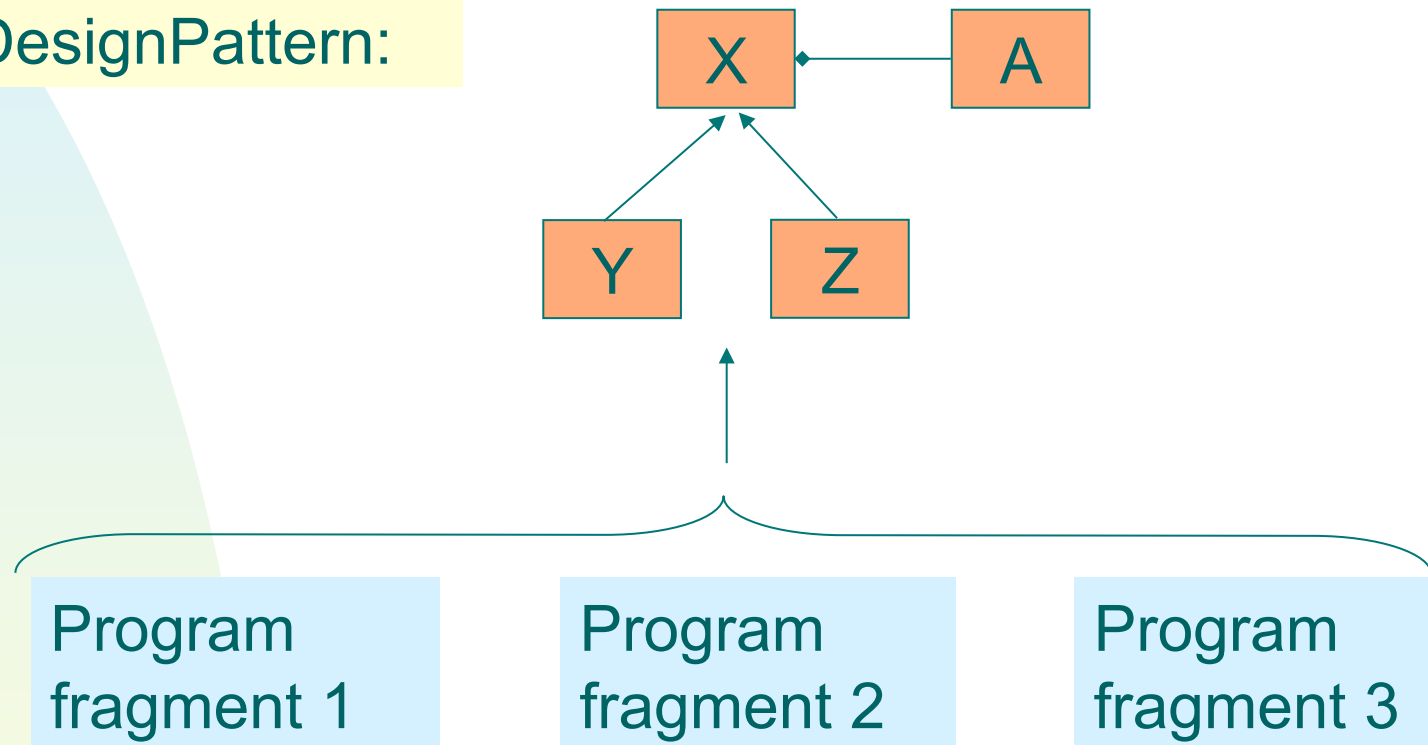 DesignPattern:
X
A
Y
Z
Program
fragment 1
Program
fragment 2
Program
fragment 3